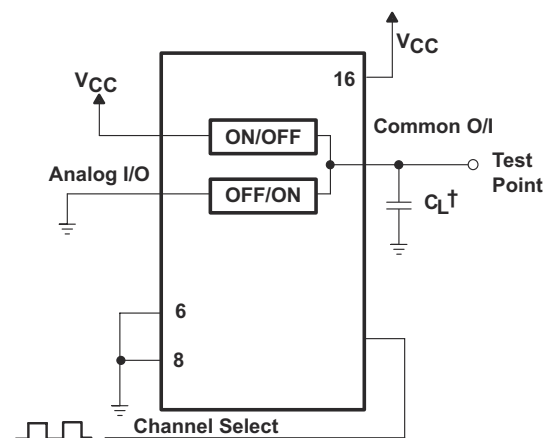 VCC
16
VCC
ON/OFF
Common O/I
Analog I/O
OFF/ON
Test
Point
CL†
6
8
Channel Select